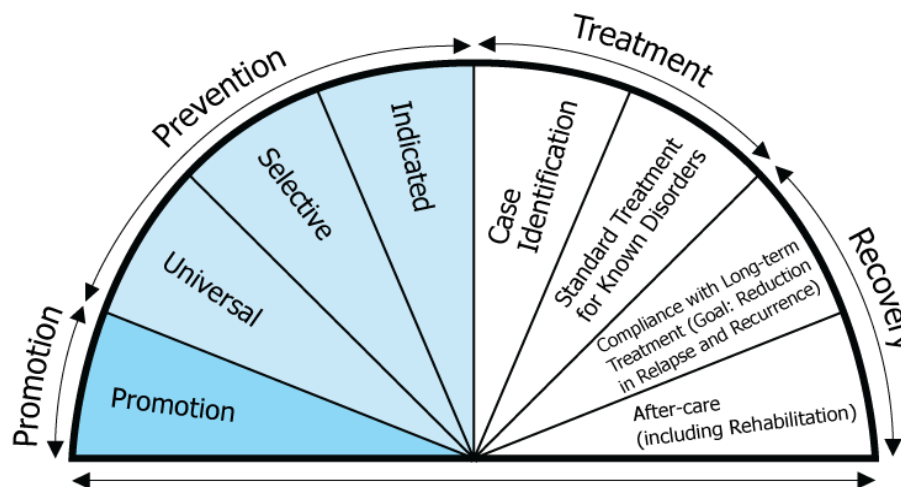 Promotion
Prevention
Treatment
Recovery
Promotion
Universal
Selective
Indicated
Case
Identification
Standard Treatment
for Known Disorders
Compliance with Long-term
Treatment (Goal: Reduction
in Relapse and Recurrence)
After-care
(including Rehabilitation)